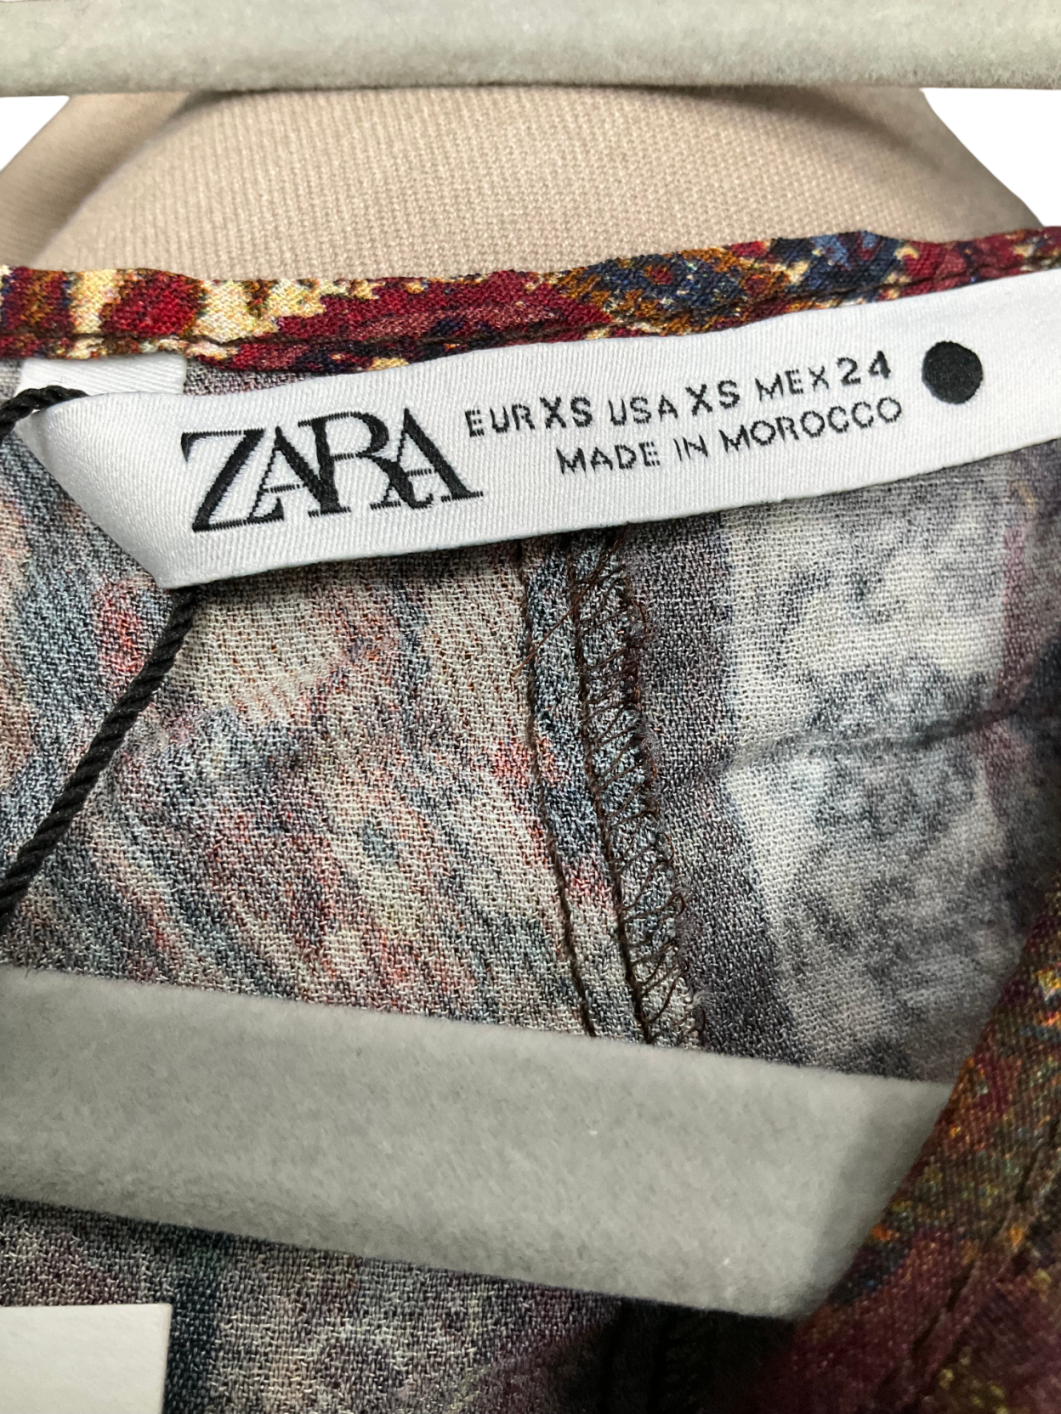 ZARA
EUR XS USA XS MEX 24
MADE IN MOROCCO